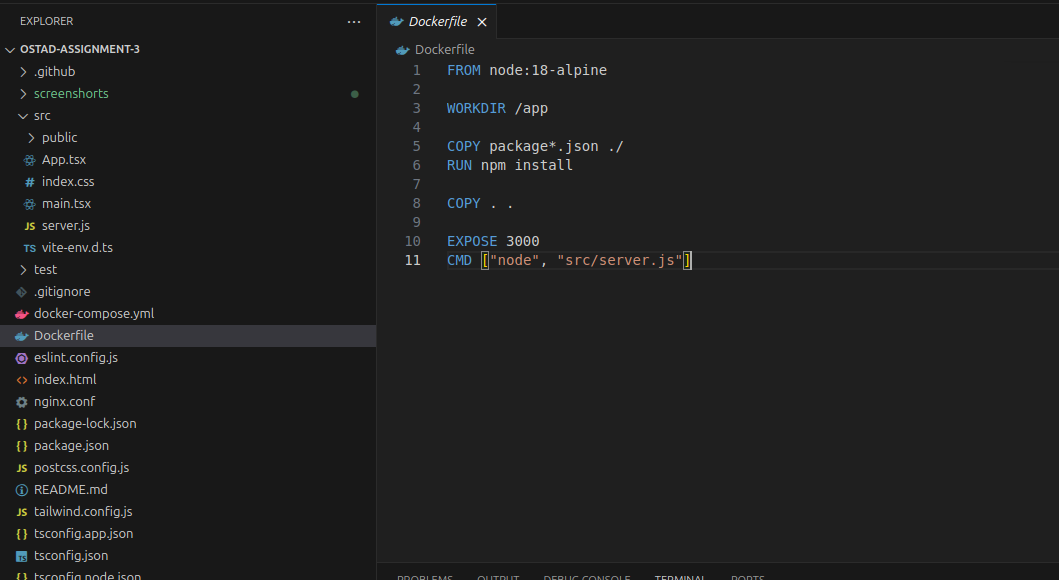 EXPLORER
OSTAD-ASSIGNMENT-3
.github
screenshorts
src
public
App.tsx
# index.css
main.tsx
JS server.js
TS vite-env.d.ts
test
.gitignore
docker-compose.yml
Dockerfile
eslint.config.js
<> index.html
nginx.conf
{ } package-lock.json
{ } package.json
JS postcss.config.js
README.md
JS tailwind.config.js
{ } tsconfig.app.json
TS tsconfig.json
{ } tsconfig.node.json
Dockerfile
Dockerfile
1 FROM node:18-alpine
2
3 WORKDIR /app
4
5 COPY package*.json ./
6 RUN npm install
7
8 COPY . .
9
10 EXPOSE 3000
11 CMD ["node", "src/server.js"]
PROBLEMS OUTPUT DEBUG CONSOLE TERMINAL PORTS